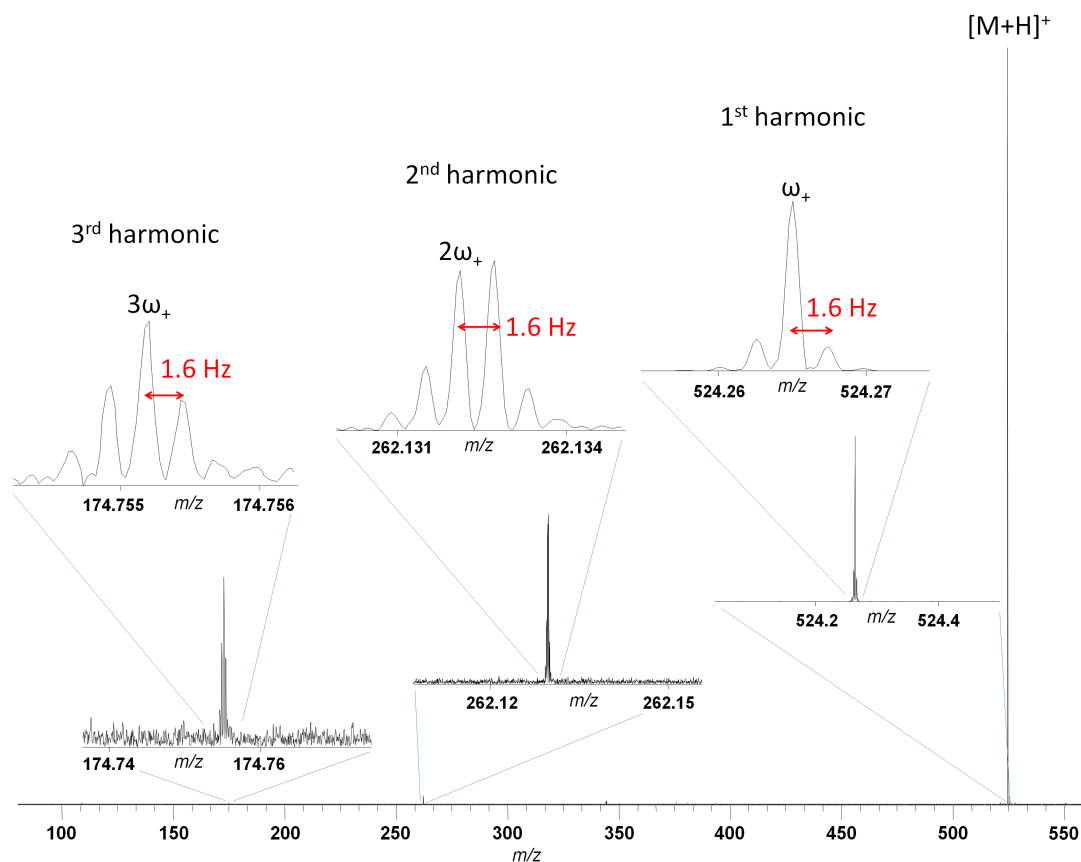 [M+H]+
1st harmonic
ω+
1.6 Hz
524.26 m/z 524.27
2nd harmonic
2ω+
1.6 Hz
262.131 m/z 262.134
3rd harmonic
3ω+
1.6 Hz
174.755 m/z 174.756
524.2 m/z 524.4
262.12 m/z 262.15
174.74 m/z 174.76
100 150 200 250 300 350 400 450 500 550
m/z